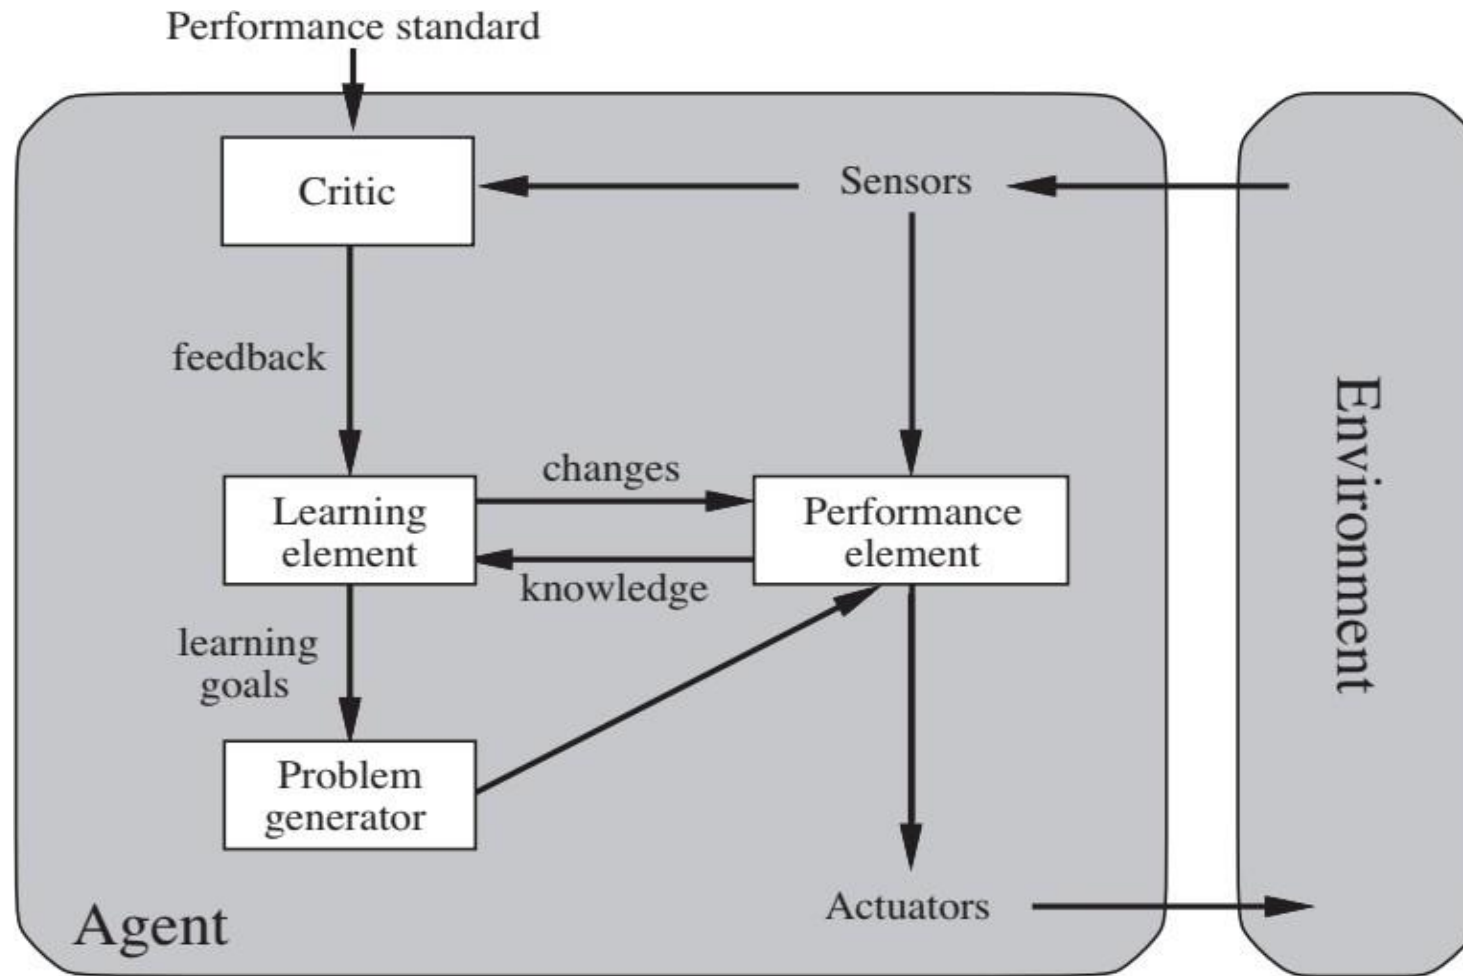 Performance standard
Critic
Sensors
feedback
changes
Learning
element
Performance
element
knowledge
learning
goals
Problem
generator
Agent
Actuators
Environment